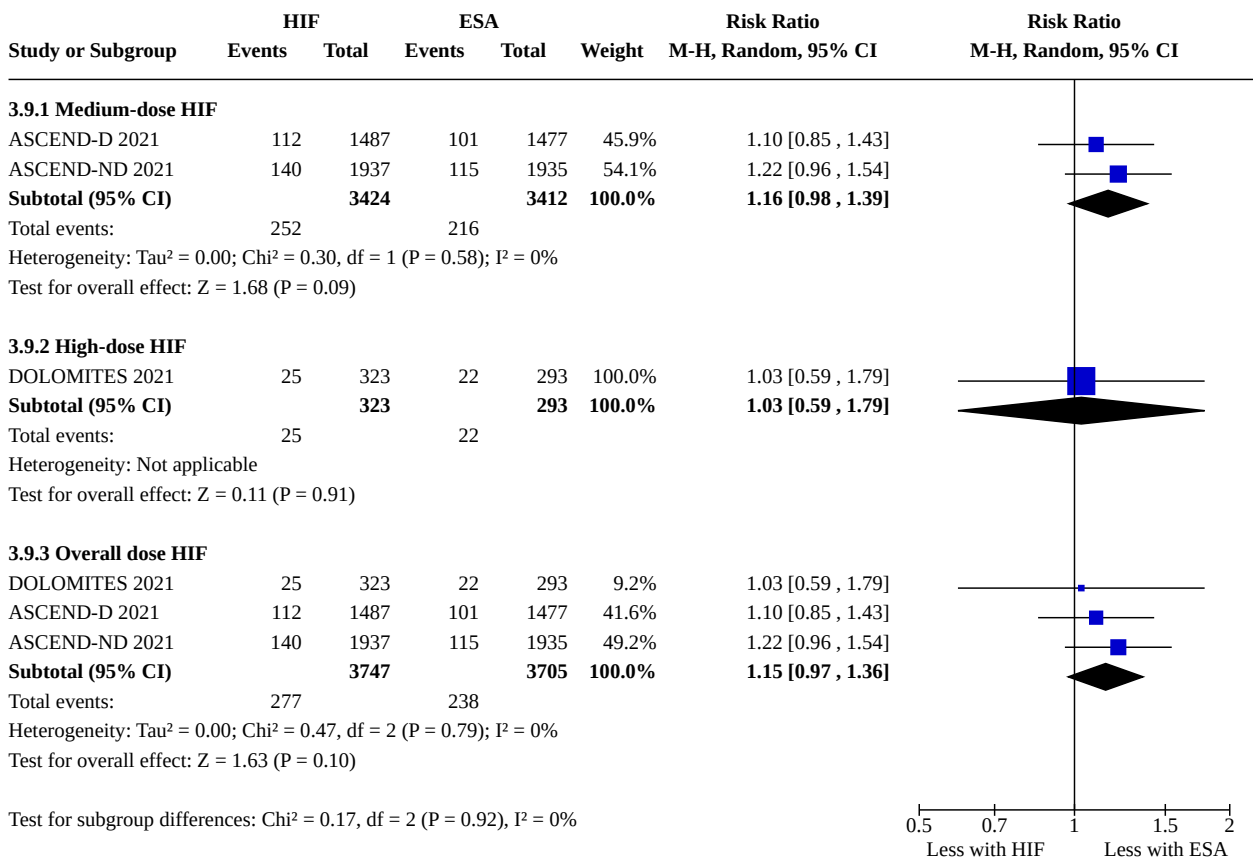 HIF ESA Risk Ratio Risk Ratio
Study or Subgroup Events Total Events Total Weight M-H, Random, 95% CI M-H, Random, 95% CI
3.9.1 Medium-dose HIF
ASCEND-D 2021 112 1487 101 1477 45.9% 1.10 [0.85 , 1.43]
ASCEND-ND 2021 140 1937 115 1935 54.1% 1.22 [0.96 , 1.54]
Subtotal (95% CI) 3424 3412 100.0% 1.16 [0.98 , 1.39]
Total events: 252 216
Heterogeneity: Tau² = 0.00; Chi² = 0.30, df = 1 (P = 0.58); I² = 0%
Test for overall effect: Z = 1.68 (P = 0.09)
3.9.2 High-dose HIF
DOLOMITES 2021 25 323 22 293 100.0% 1.03 [0.59 , 1.79]
Subtotal (95% CI) 323 293 100.0% 1.03 [0.59 , 1.79]
Total events: 25 22
Heterogeneity: Not applicable
Test for overall effect: Z = 0.11 (P = 0.91)
3.9.3 Overall dose HIF
DOLOMITES 2021 25 323 22 293 9.2% 1.03 [0.59 , 1.79]
ASCEND-D 2021 112 1487 101 1477 41.6% 1.10 [0.85 , 1.43]
ASCEND-ND 2021 140 1937 115 1935 49.2% 1.22 [0.96 , 1.54]
Subtotal (95% CI) 3747 3705 100.0% 1.15 [0.97 , 1.36]
Total events: 277 238
Heterogeneity: Tau² = 0.00; Chi² = 0.47, df = 2 (P = 0.79); I² = 0%
Test for overall effect: Z = 1.63 (P = 0.10)
Test for subgroup differences: Chi² = 0.17, df = 2 (P = 0.92), I² = 0%
0.5 0.7 1 1.5 2
Less with HIF Less with ESA